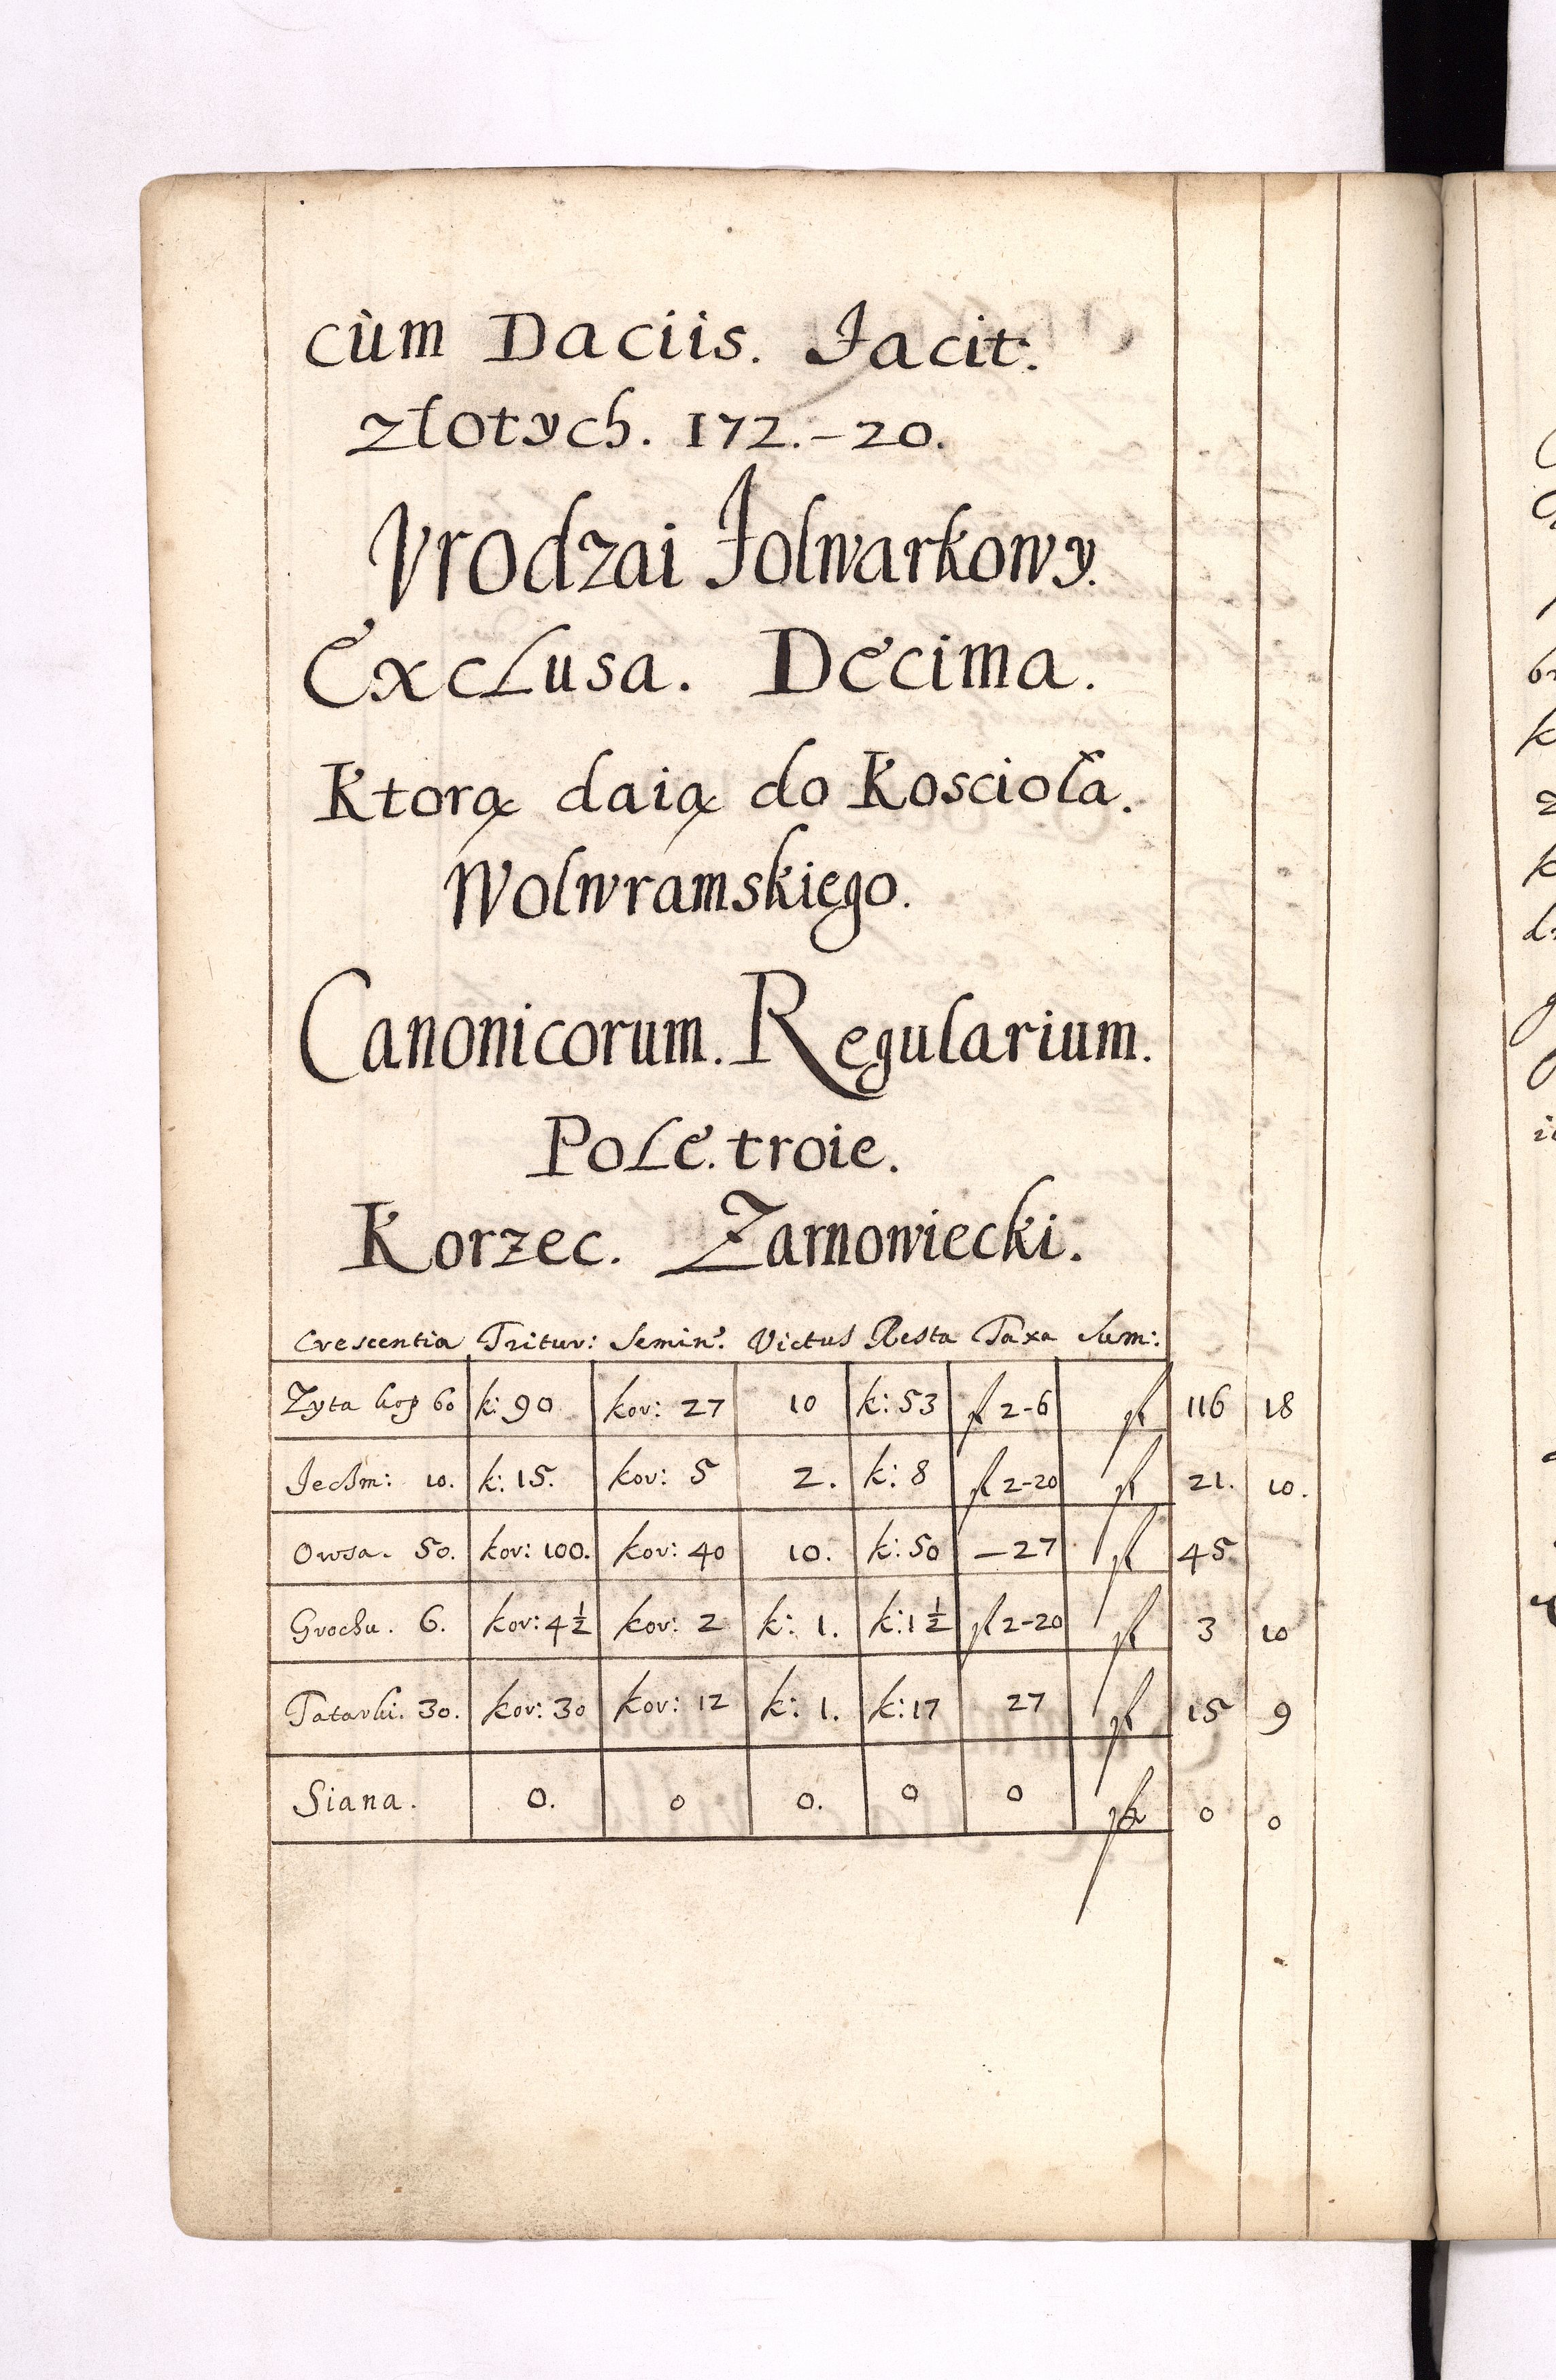 cùm Daciis. Facit.
złotych. 172.-20.
Vrodzai Folwarkowy.
Exclusa. Decima.
Ktorą daią do Koscioła.
Wolwramskiego.
Canonicorum. Regularium.
Pole. troie.
Korzec. Zarnowiecki.
Crescentia Tritur: Semin: Victus Resta Taxa Sum:
Zyta kop 60 k: 90 kor: 27 10 k: 53 fl 2-6 fl 116 18
Jechm: 10. k: 15. kor: 5 2. k: 8 fl 2-20 fl 21. 10.
Owsa. 50. kor: 100. kor: 40 10. k: 50 -27 fl 45
Grochu. 6. kor: 4½ kor: 2 k: 1. k: 1½ fl 2-20 fl 3 10
Tatarki. 30. kor: 30 kor: 12 k: 1. k: 17 27 fl 15 9
Siana. 0. 0 0. 0 0 fl 0 0